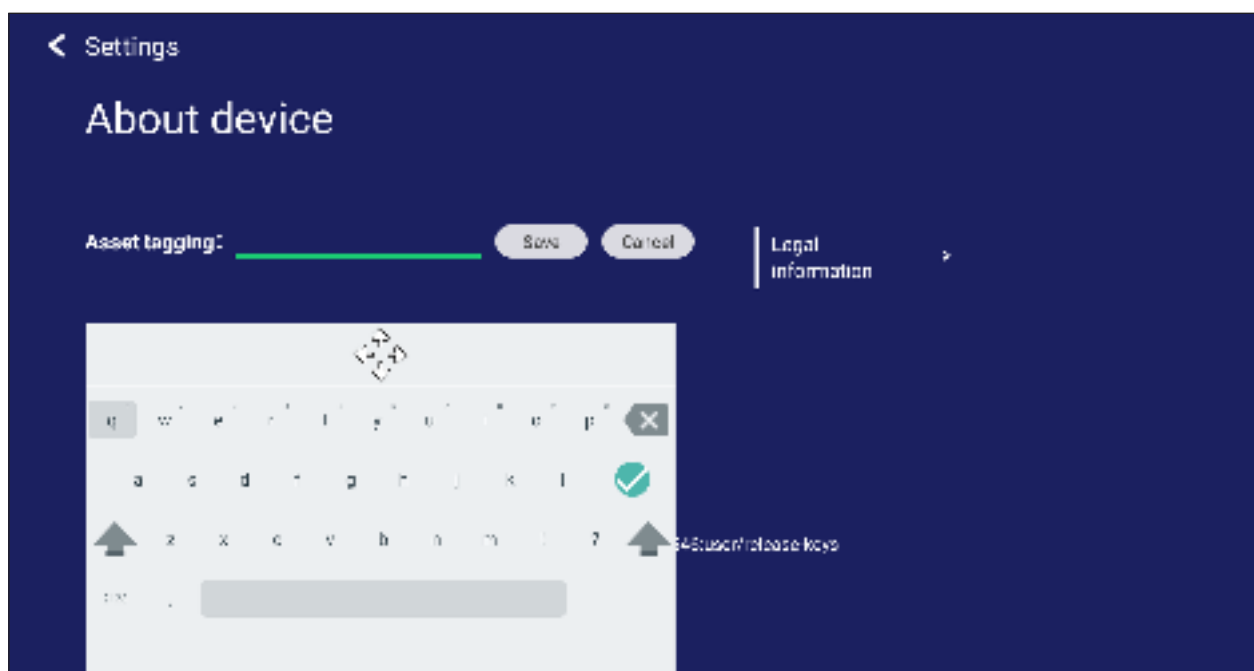 Settings
About device
Asset tagging:
Save
Cancel
Legal
information
q w e r t y u o p
a s d f g h j k l
z x c v b n m ! ?
:user/release-keys